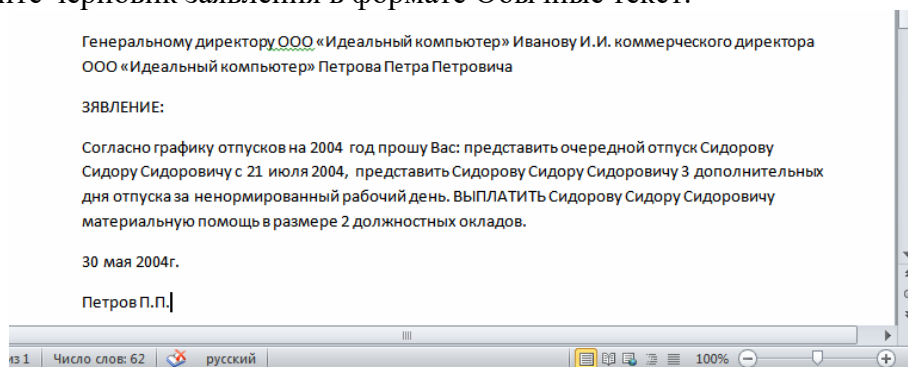 черновик заявления в формате Обычные текст.
Генеральному директору ООО «Идеальный компьютер» Иванову И.И. коммерческого директора
ООО «Идеальный компьютер» Петрова Петра Петровича
ЗЯВЛЕНИЕ:
Согласно графику отпусков на 2004 год прошу Вас: представить очередной отпуск Сидорову
Сидору Сидоровичу с 21 июля 2004, представить Сидорову Сидору Сидоровичу 3 дополнительных
дня отпуска за ненормированный рабочий день. ВЫПЛАТИТЬ Сидорову Сидору Сидоровичу
материальную помощь в размере 2 должностных окладов.
30 мая 2004г.
Петров П.П.
из 1 Число слов: 62 русский 100%